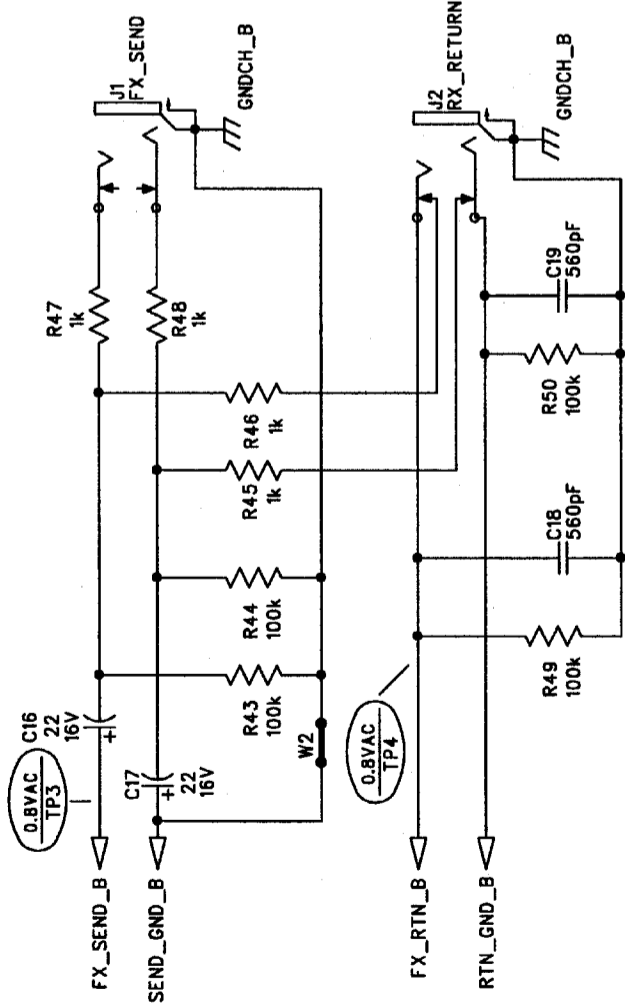 J1
FX_SEND
GNDCH_B
R47
1k
R48
1k
R46
1k
R45
1k
R44
100k
R43
100k
C16
22
16V
+
0.8VAC
TP3
C17
22
16V
+
W2
FX_SEND_B
SEND_GND_B
J2
RX_RETURN
GNDCH_B
C19
560pF
R50
100k
C18
560pF
R49
100k
0.8VAC
TP4
FX_RTN_B
RTN_GND_B